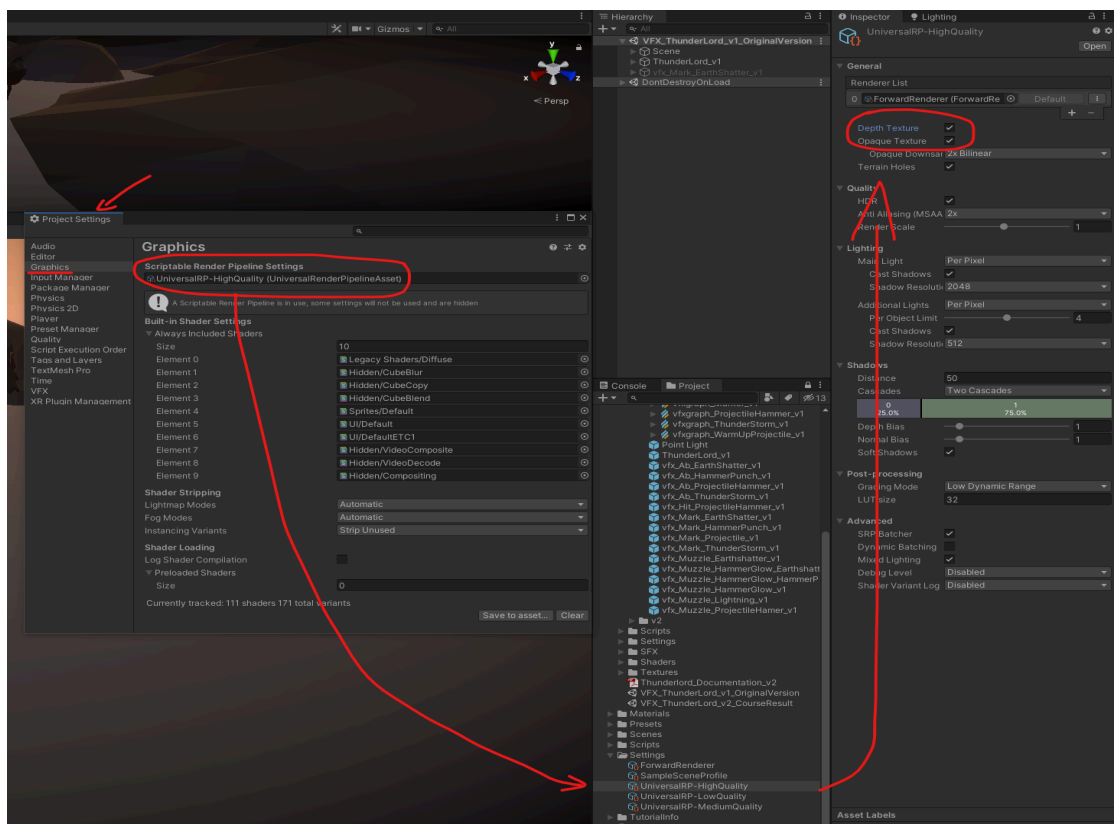 Gizmos
All
y
x
z
Persp
Project Settings
Audio
Editor
Graphics
Input Manager
Package Manager
Physics
Physics 2D
Player
Preset Manager
Quality
Script Execution Order
Tags and Layers
TextMesh Pro
Time
VFX
XR Plugin Management
Graphics
Scriptable Render Pipeline Settings
UniversalRP-HighQuality (UniversalRenderPipelineAsset)
A Scriptable Render Pipeline is in use, some settings will not be used and are hidden
Built-in Shader Settings
Always Included Shaders
Size 10
Element 0 Legacy Shaders/Diffuse
Element 1 Hidden/CubeBlur
Element 2 Hidden/CubeCopy
Element 3 Hidden/CubeBlend
Element 4 Sprites/Default
Element 5 UI/Default
Element 6 UI/DefaultETC1
Element 7 Hidden/VideoComposite
Element 8 Hidden/VideoDecode
Element 9 Hidden/Compositing
Shader Stripping
Lightmap Modes Automatic
Fog Modes Automatic
Instancing Variants Strip Unused
Shader Loading
Log Shader Compilation
Preloaded Shaders
Size 0
Currently tracked: 111 shaders 171 total variants
Save to asset... Clear
Hierarchy
All
VFX_ThunderLord_v1_OriginalVersion
Scene
ThunderLord_v1
vfx_Mark_EarthShatter_v1
DontDestroyOnLoad
Console Project
13
vfxgraph_ProjectileHammer_v1
vfxgraph_ThunderStorm_v1
vfxgraph_WarmUpProjectile_v1
Point Light
ThunderLord_v1
vfx_Ab_EarthShatter_v1
vfx_Ab_HammerPunch_v1
vfx_Ab_ProjectileHammer_v1
vfx_Ab_ThunderStorm_v1
vfx_Hit_ProjectileHammer_v1
vfx_Mark_EarthShatter_v1
vfx_Mark_HammerPunch_v1
vfx_Mark_Projectile_v1
vfx_Mark_ThunderStorm_v1
vfx_Muzzle_Earthshatter_v1
vfx_Muzzle_HammerGlow_Earthshatt
vfx_Muzzle_HammerGlow_HammerP
vfx_Muzzle_HammerGlow_v1
vfx_Muzzle_Lightning_v1
vfx_Muzzle_ProjectileHamer_v1
v2
Scripts
Settings
SFX
Shaders
Textures
Thunderlord_Documentation_v2
VFX_ThunderLord_v1_OriginalVersion
VFX_ThunderLord_v2_CourseResult
Materials
Presets
Scenes
Scripts
Settings
ForwardRenderer
SampleSceneProfile
UniversalRP-HighQuality
UniversalRP-LowQuality
UniversalRP-MediumQuality
TutorialInfo
Inspector Lighting
UniversalRP-HighQuality
Open
General
Renderer List
0 ForwardRenderer (ForwardRe Default
Depth Texture
Opaque Texture
Opaque Downsar 2x Bilinear
Terrain Holes
Quality
HDR
Anti Aliasing (MSAA 2x
Render Scale 1
Lighting
Main Light Per Pixel
Cast Shadows
Shadow Resoluti 2048
Additional Lights Per Pixel
Per Object Limit 4
Cast Shadows
Shadow Resoluti 512
Shadows
Distance 50
Cascades Two Cascades
0 1
25.0% 75.0%
Depth Bias 1
Normal Bias 1
Soft Shadows
Post-processing
Grading Mode Low Dynamic Range
LUT size 32
Advanced
SRP Batcher
Dynamic Batching
Mixed Lighting
Debug Level Disabled
Shader Variant Log Disabled
Asset Labels